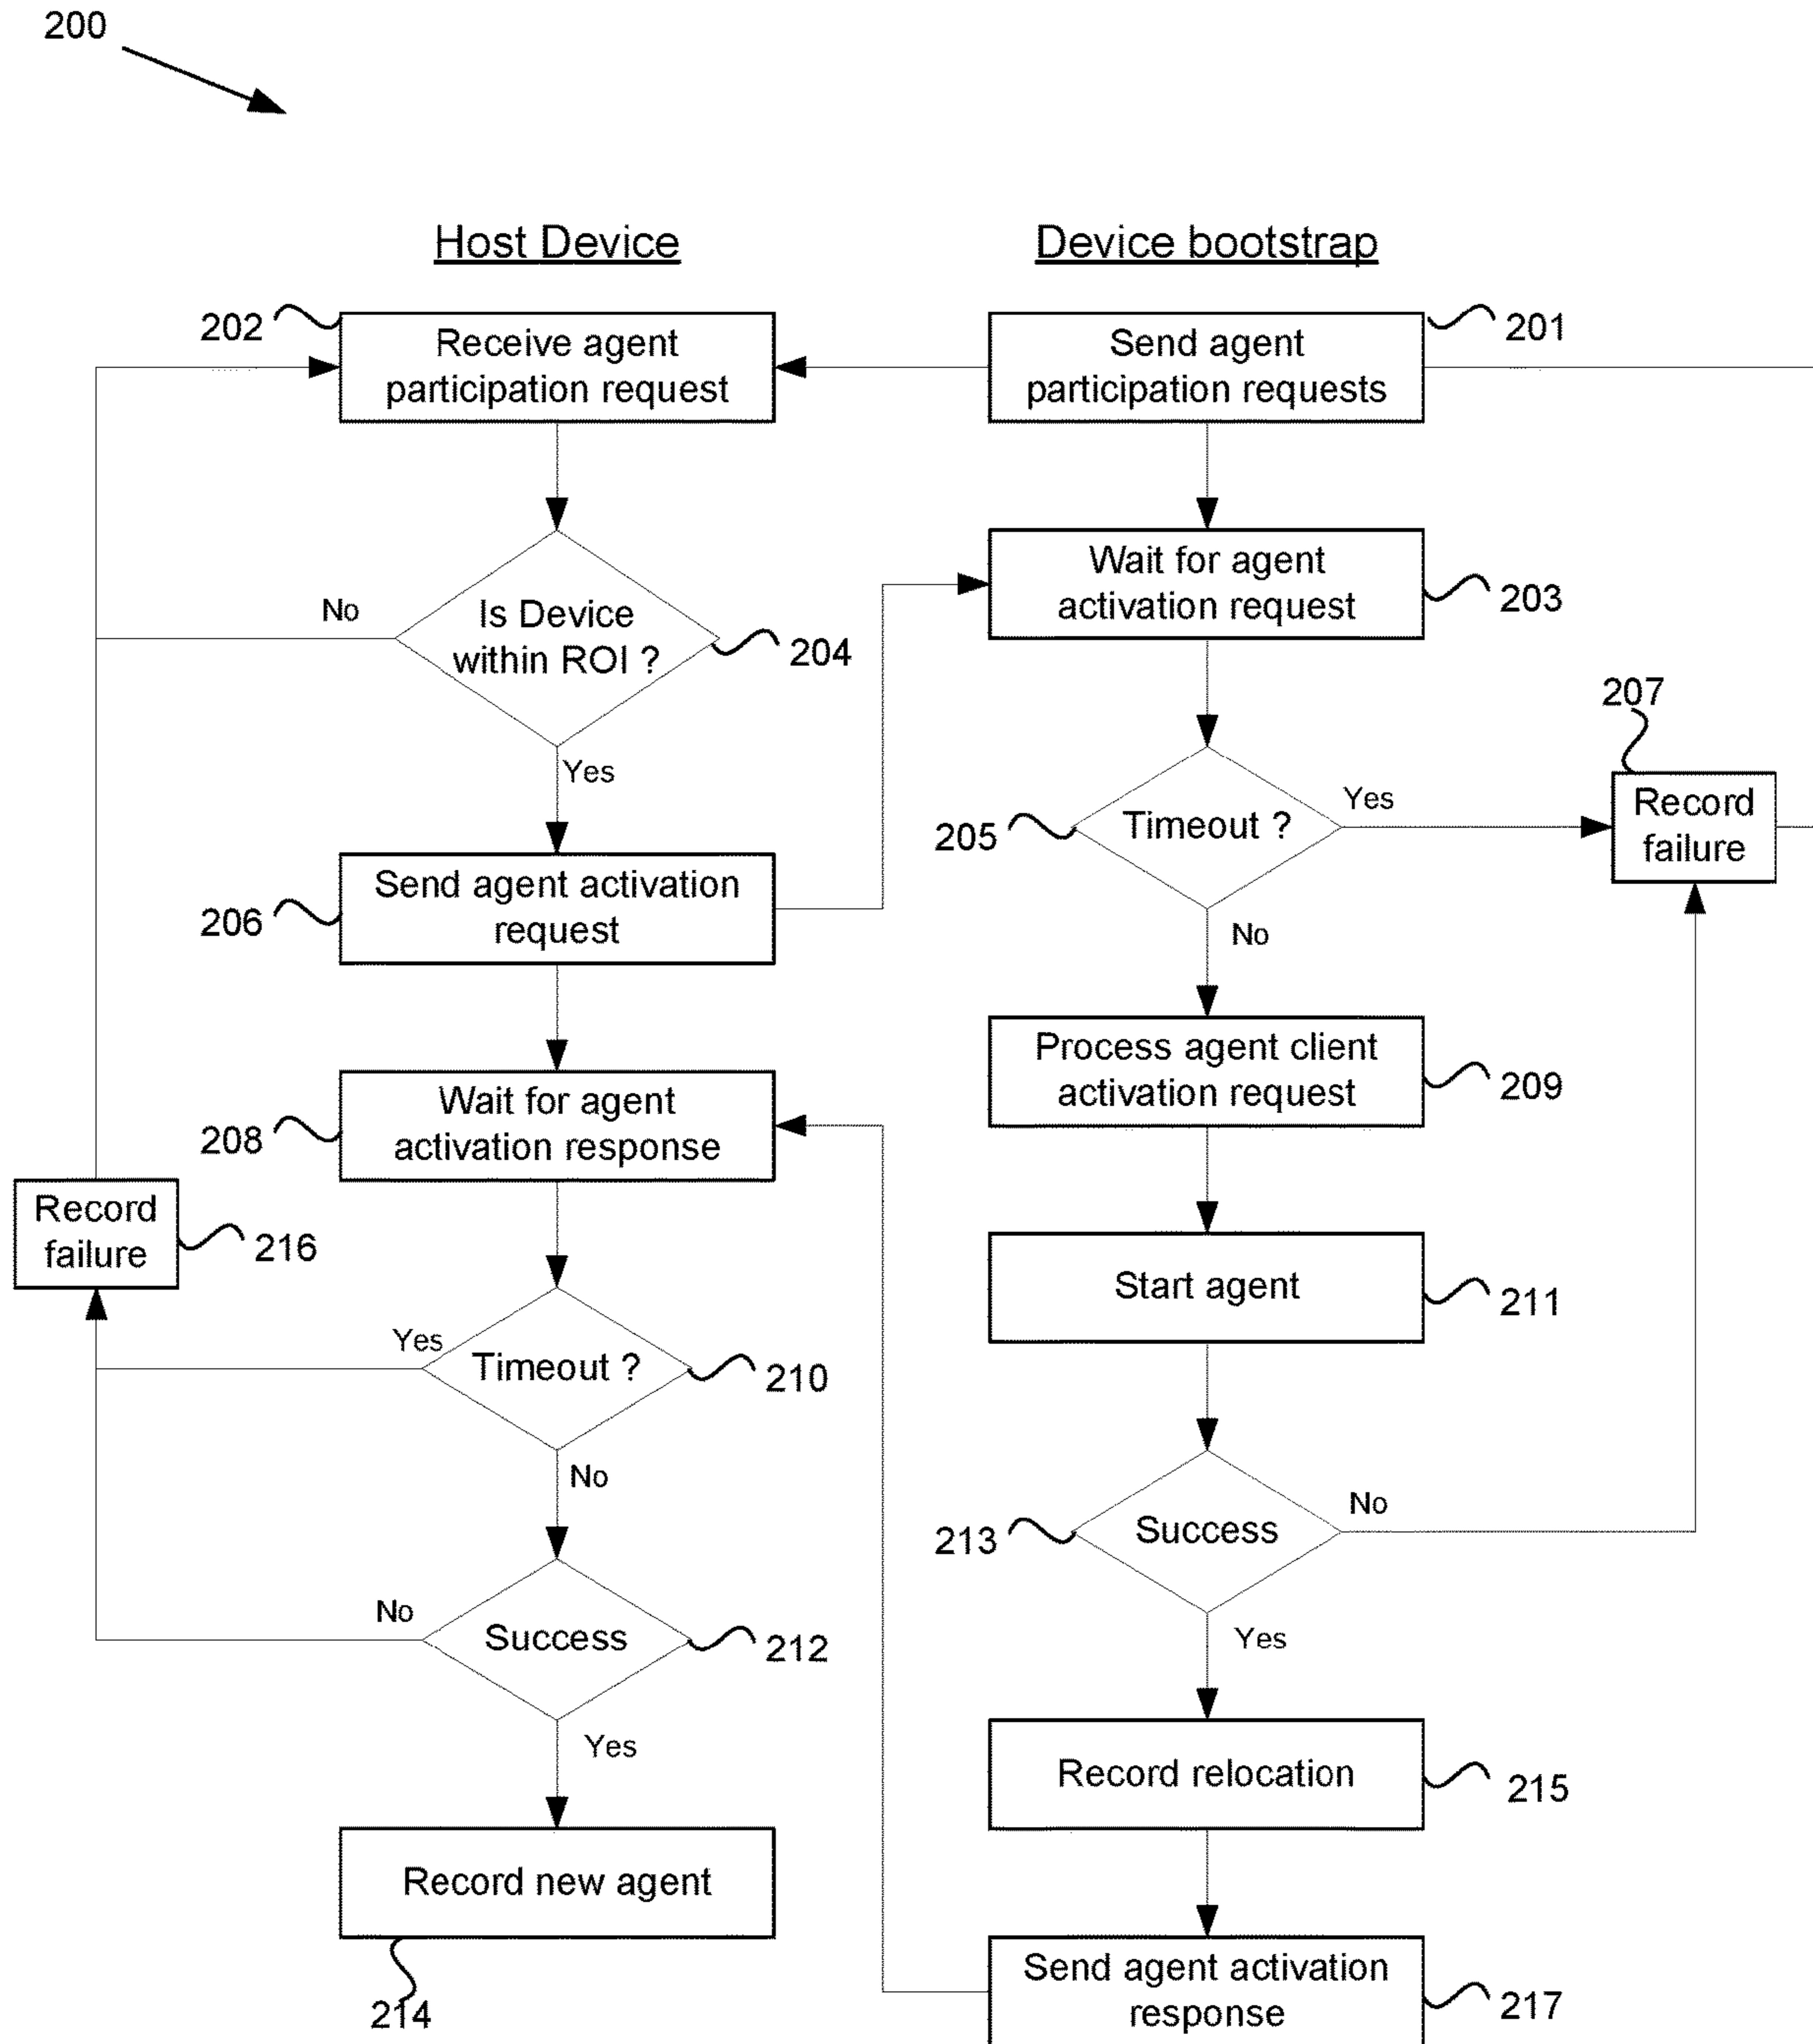 200
Host Device
Device bootstrap
202
Receive agent
participation request
Send agent
participation requests
201
Is Device
within ROI ?
204
No
Yes
Wait for agent
activation request
203
207
Record
failure
205
Timeout ?
Yes
No
206
Send agent activation
request
Process agent client
activation request
209
208
Wait for agent
activation response
Record
failure
216
Start agent
211
Yes
Timeout ?
210
No
213
Success
No
Yes
No
Success
212
Yes
Record relocation
215
Record new agent
214
Send agent activation
response
217